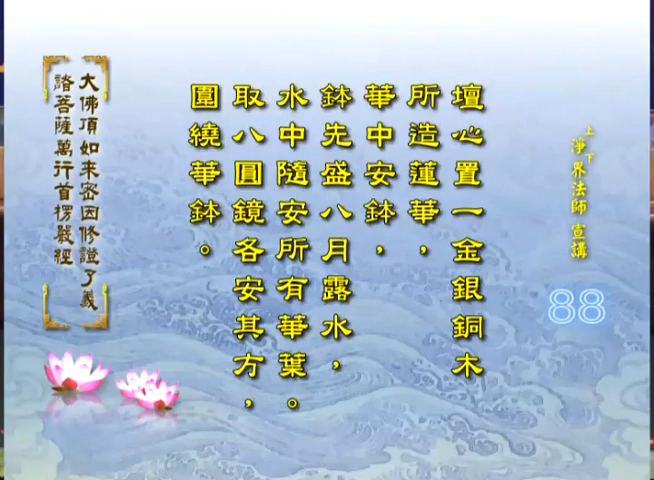 上淨下界法師 宣講
88
壇心置一金銀銅木
所造蓮華，
華中安鉢，
鉢先盛八月露水，
水中隨安所有華葉。
取八圓鏡各安其方，
圍繞華鉢。
大佛頂如來密因修證了義
諸菩薩萬行首楞嚴經